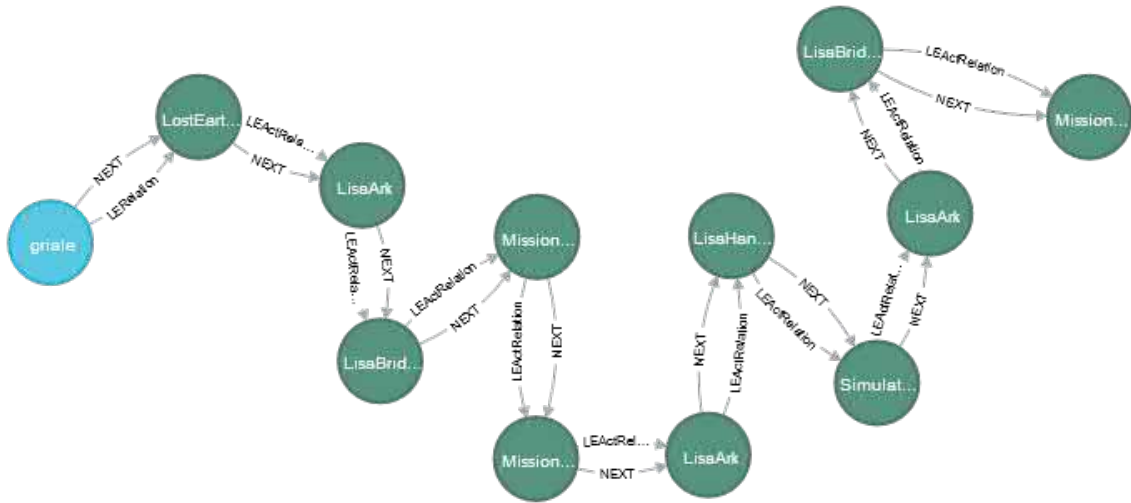 griale
NEXT
LERelation
LostEart...
LEActRela...
NEXT
LisaArk
LEActRela...
NEXT
LisaBrid...
LEActRelation
NEXT
Mission...
LEActRelation
NEXT
Mission...
LEActRel...
NEXT
LisaArk
NEXT
LEActRelation
LisaHan...
NEXT
LEActRelation
Simulat...
LEActRelat...
NEXT
LisaArk
NEXT
LEActRelation
LisaBrid...
LEActRelation
NEXT
Mission...